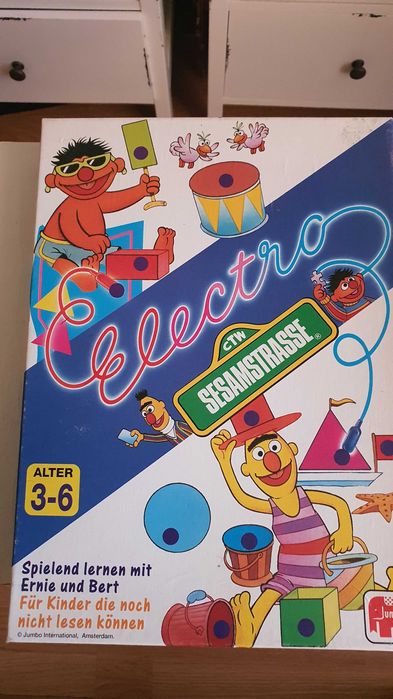 Electro
CTW
SESAMSTRASSE®
ALTER
3-6
Spielend lernen mit
Ernie und Bert
Für Kinder die noch
nicht lesen können
© Jumbo International, Amsterdam.